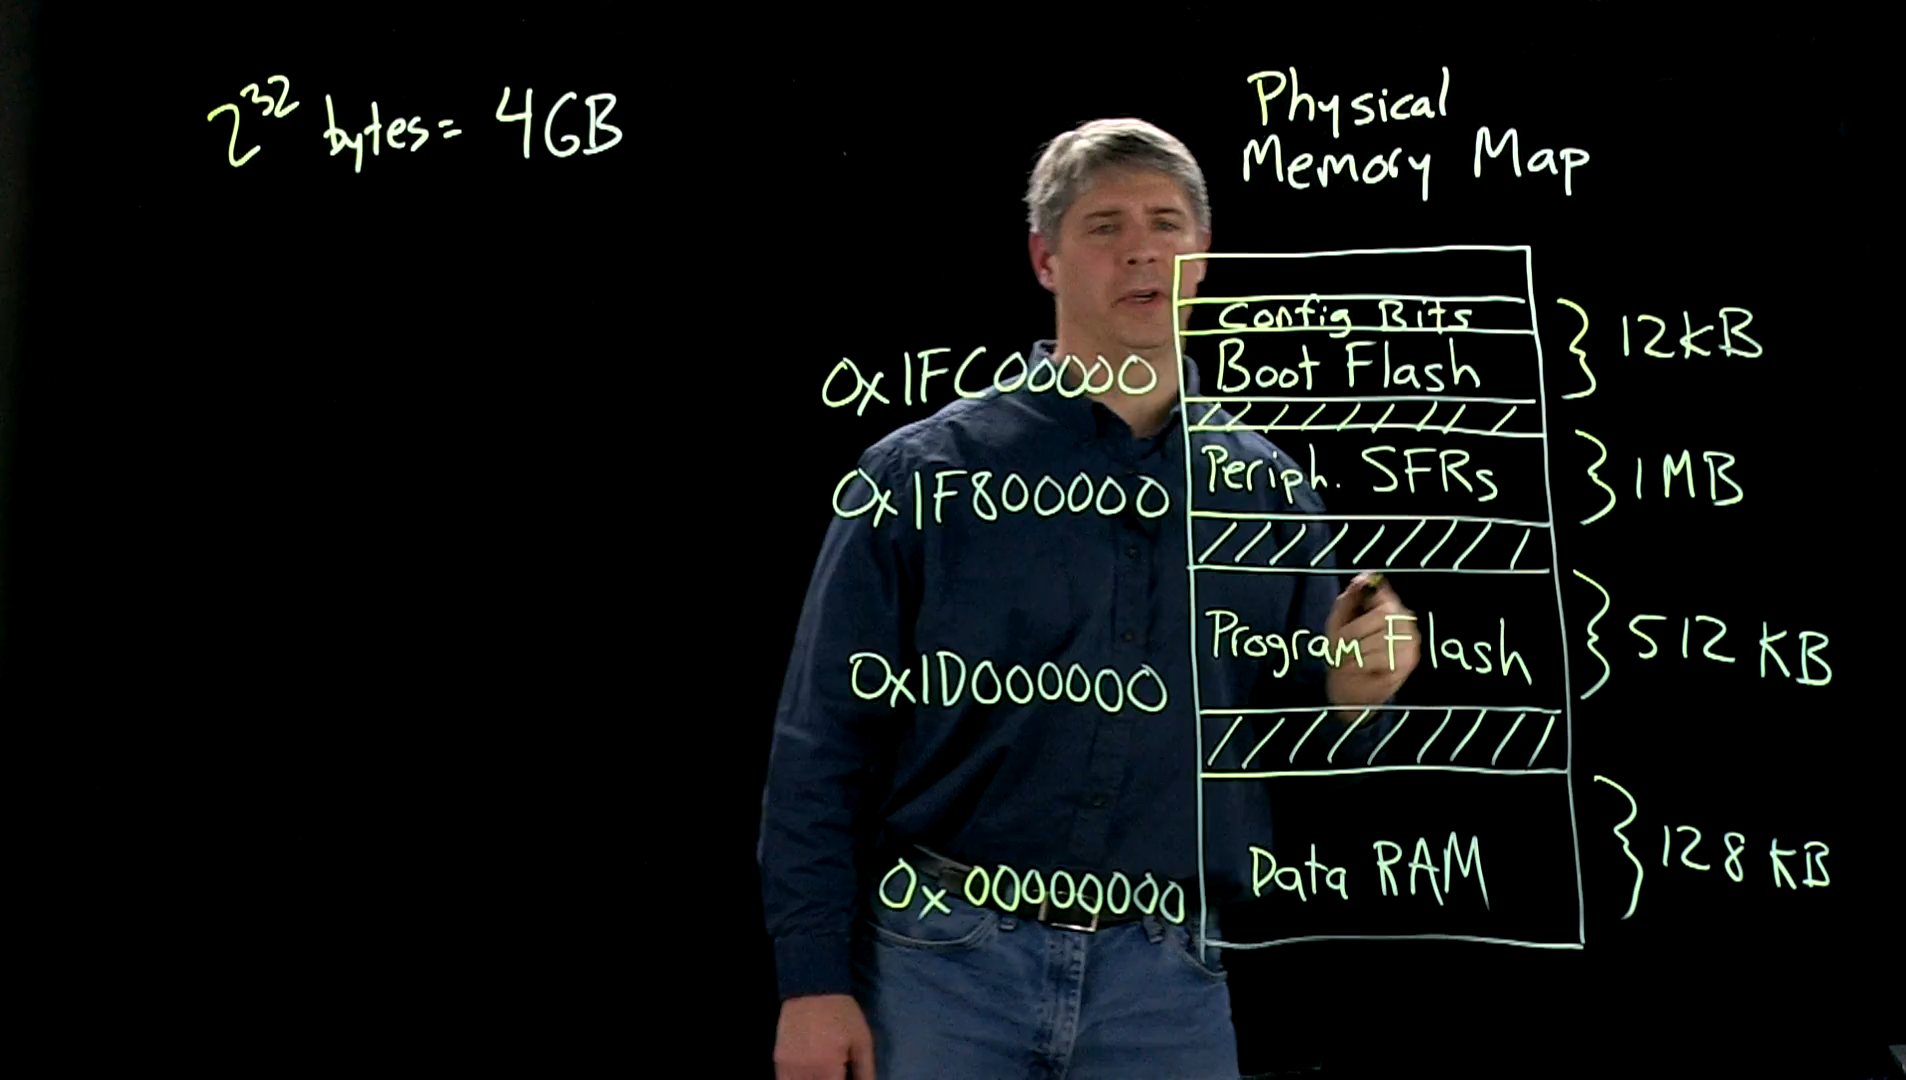 2^32 bytes = 4GB
Physical
Memory Map
Config Bits
12kB
0x1FC00000 Boot Flash
0x1F800000 Periph. SFRs 1MB
Program Flash 512 KB
0x1D000000
Data RAM 128 KB
0x00000000